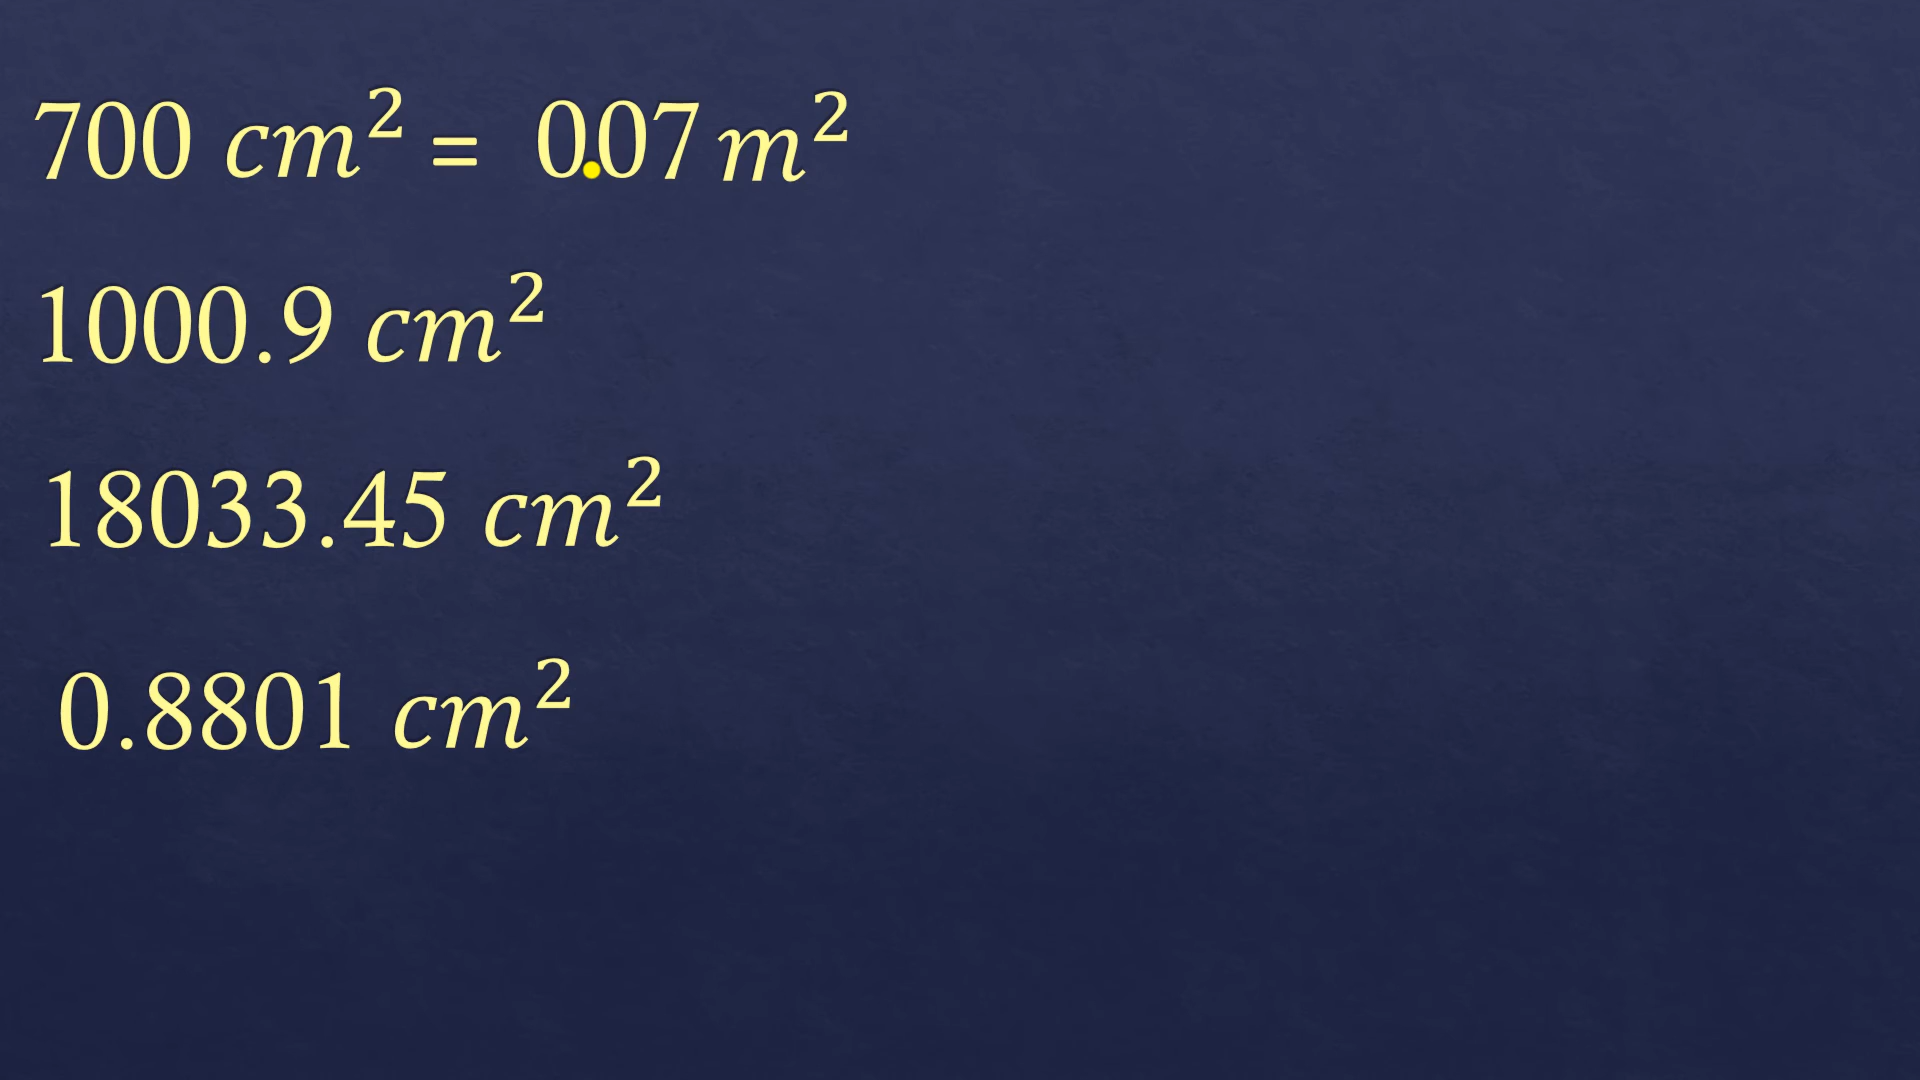 700 cm² = 0.07 m²
1000.9 cm²
18033.45 cm²
0.8801 cm²